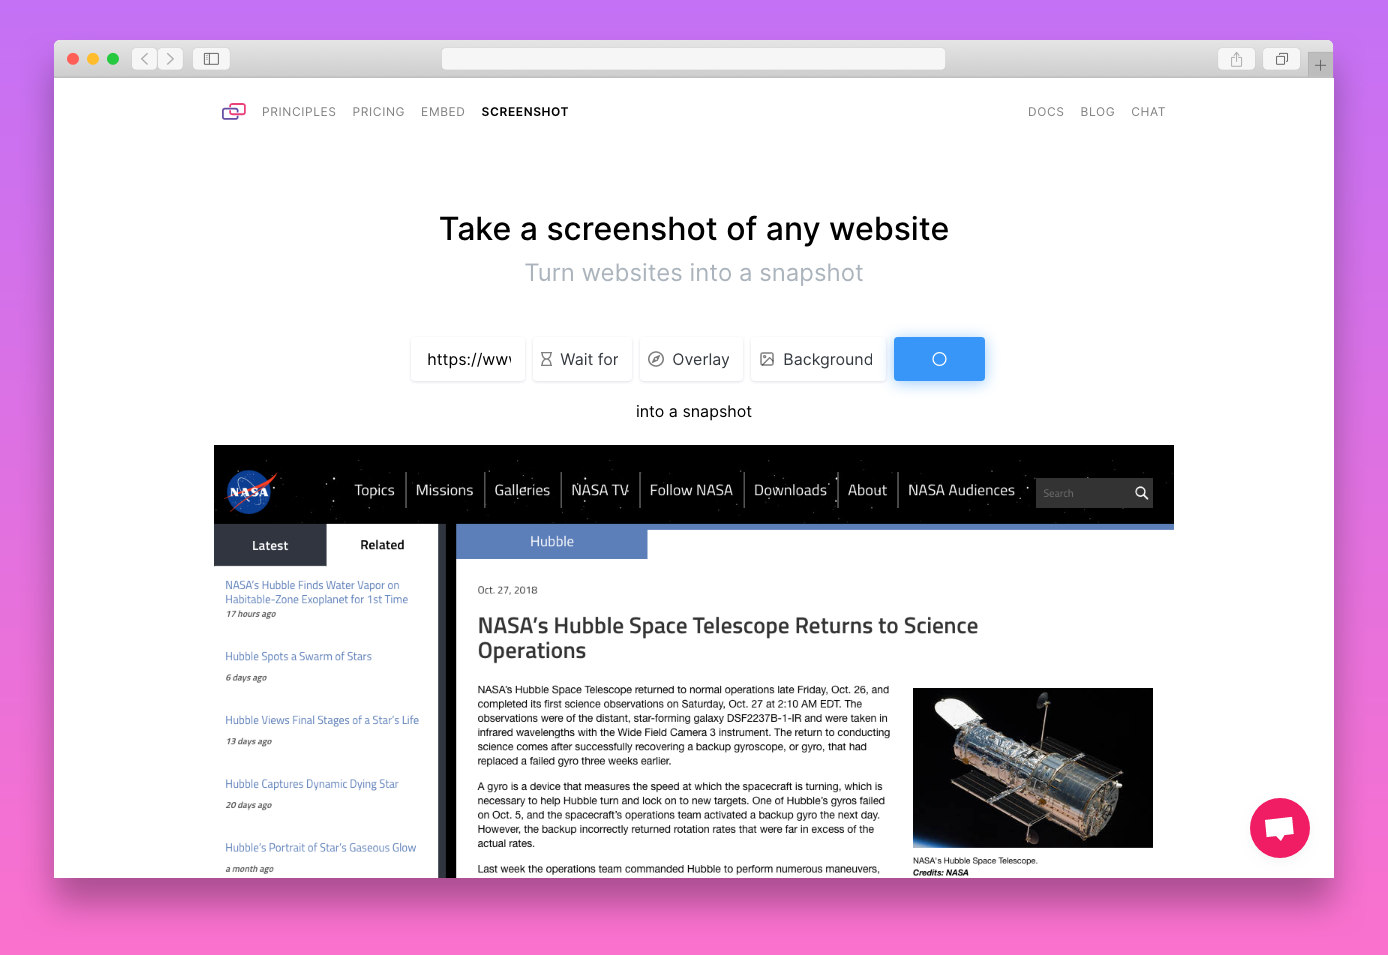 PRINCIPLES PRICING EMBED SCREENSHOT DOCS BLOG CHAT
Take a screenshot of any website
Turn websites into a snapshot
https://www Wait for Overlay Background
into a snapshot
NASA Topics Missions Galleries NASA TV Follow NASA Downloads About NASA Audiences Search
Latest Related
NASA's Hubble Finds Water Vapor on
Habitable-Zone Exoplanet for 1st Time
17 hours ago
Hubble Spots a Swarm of Stars
6 days ago
Hubble Views Final Stages of a Star's Life
13 days ago
Hubble Captures Dynamic Dying Star
20 days ago
Hubble's Portrait of Star's Gaseous Glow
a month ago
Hubble
Oct. 27, 2018
NASA's Hubble Space Telescope Returns to Science
Operations
NASA's Hubble Space Telescope returned to normal operations late Friday, Oct. 26, and
completed its first science observations on Saturday, Oct. 27 at 2:10 AM EDT. The
observations were of the distant, star-forming galaxy DSF2237B-1-IR and were taken in
infrared wavelengths with the Wide Field Camera 3 instrument. The return to conducting
science comes after successfully recovering a backup gyroscope, or gyro, that had
replaced a failed gyro three weeks earlier.
A gyro is a device that measures the speed at which the spacecraft is turning, which is
necessary to help Hubble turn and lock on to new targets. One of Hubble's gyros failed
on Oct. 5, and the spacecraft's operations team activated a backup gyro the next day.
However, the backup incorrectly returned rotation rates that were far in excess of the
actual rates.
Last week the operations team commanded Hubble to perform numerous maneuvers,
NASA's Hubble Space Telescope.
Credits: NASA